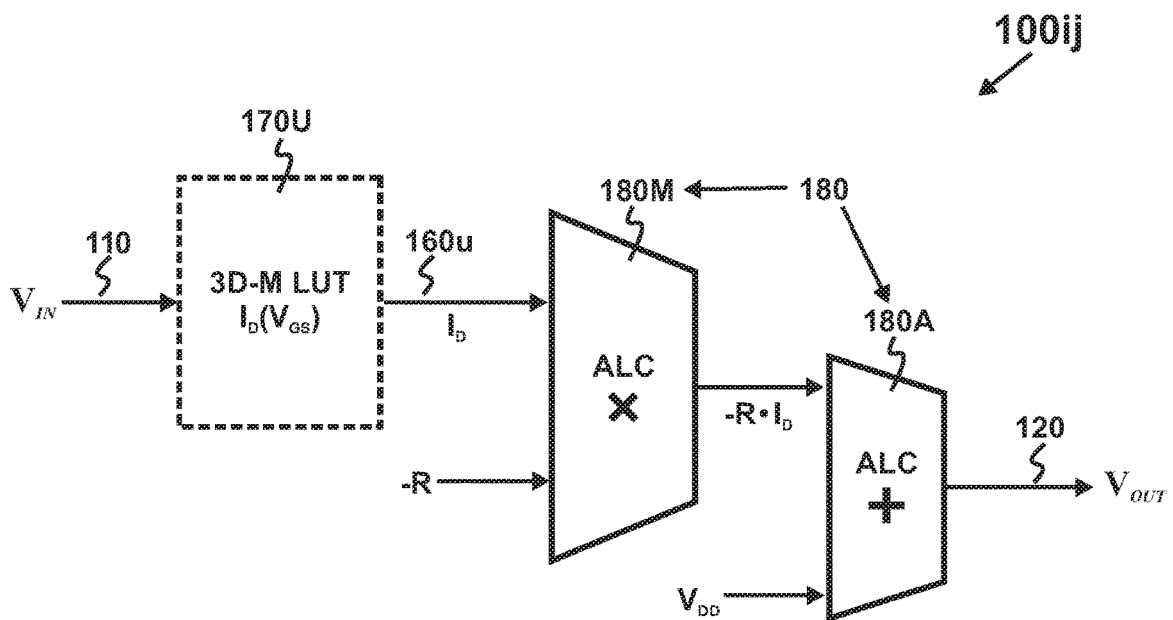 100ij
170U
180M
180
110
160u
3D-M LUT
I_D(V_GS)
V_IN
I_D
180A
ALC
×
-R•I_D
120
-R
ALC
+
V_OUT
V_DD